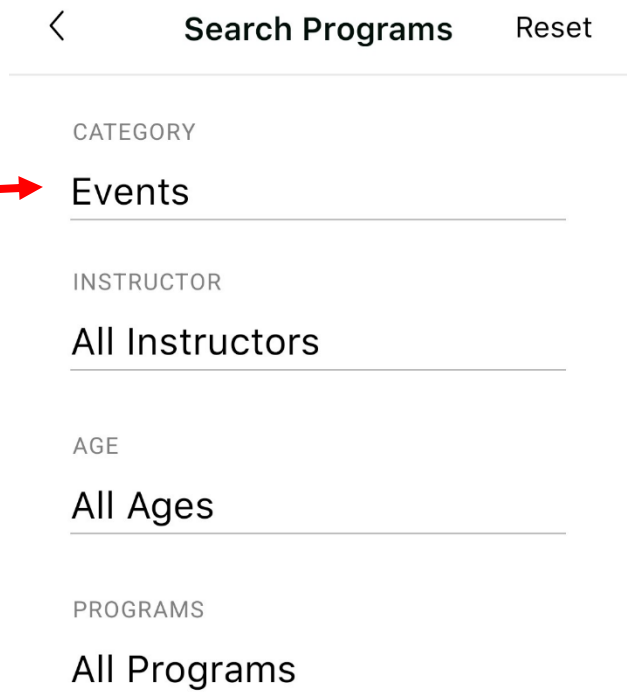 Search Programs Reset
CATEGORY
Events
INSTRUCTOR
All Instructors
AGE
All Ages
PROGRAMS
All Programs